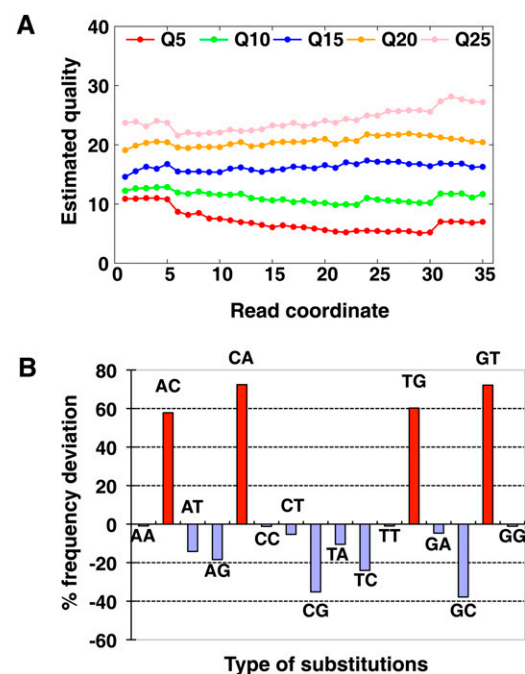 A
Q5 Q10 Q15 Q20 Q25
40
30
20
10
0
Estimated quality
0 5 10 15 20 25 30 35
Read coordinate
B
80
60
40
20
0
-20
-40
-60
% frequency deviation
AA
AC
AT
AG
CA
CC
CT
CG
TA
TC
TT
TG
GA
GC
GT
GG
Type of substitutions